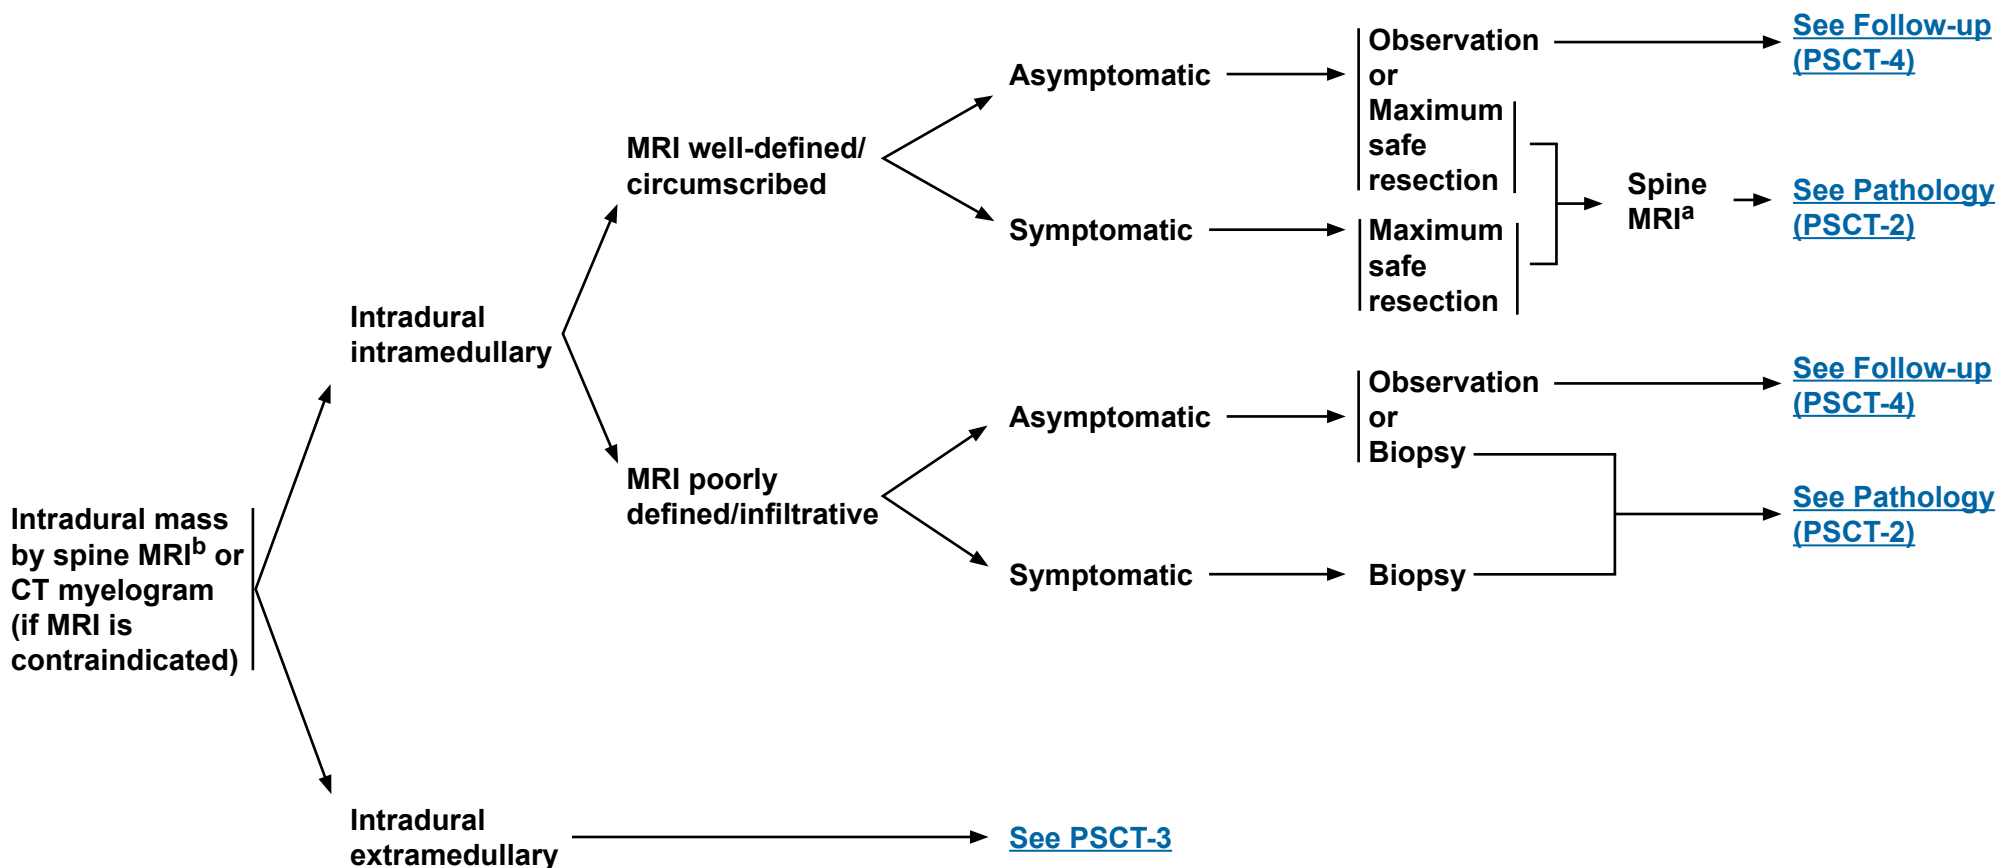 Intradural mass
by spine MRIb or
CT myelogram
(if MRI is
contraindicated)
Intradural
intramedullary
MRI well-defined/
circumscribed
Asymptomatic
Observation
or
Maximum
safe
resection
See Follow-up
(PSCT-4)
Symptomatic
Maximum
safe
resection
Spine
MRIa
See Pathology
(PSCT-2)
MRI poorly
defined/infiltrative
Asymptomatic
Observation
or
Biopsy
See Follow-up
(PSCT-4)
Symptomatic
Biopsy
See Pathology
(PSCT-2)
Intradural
extramedullary
See PSCT-3